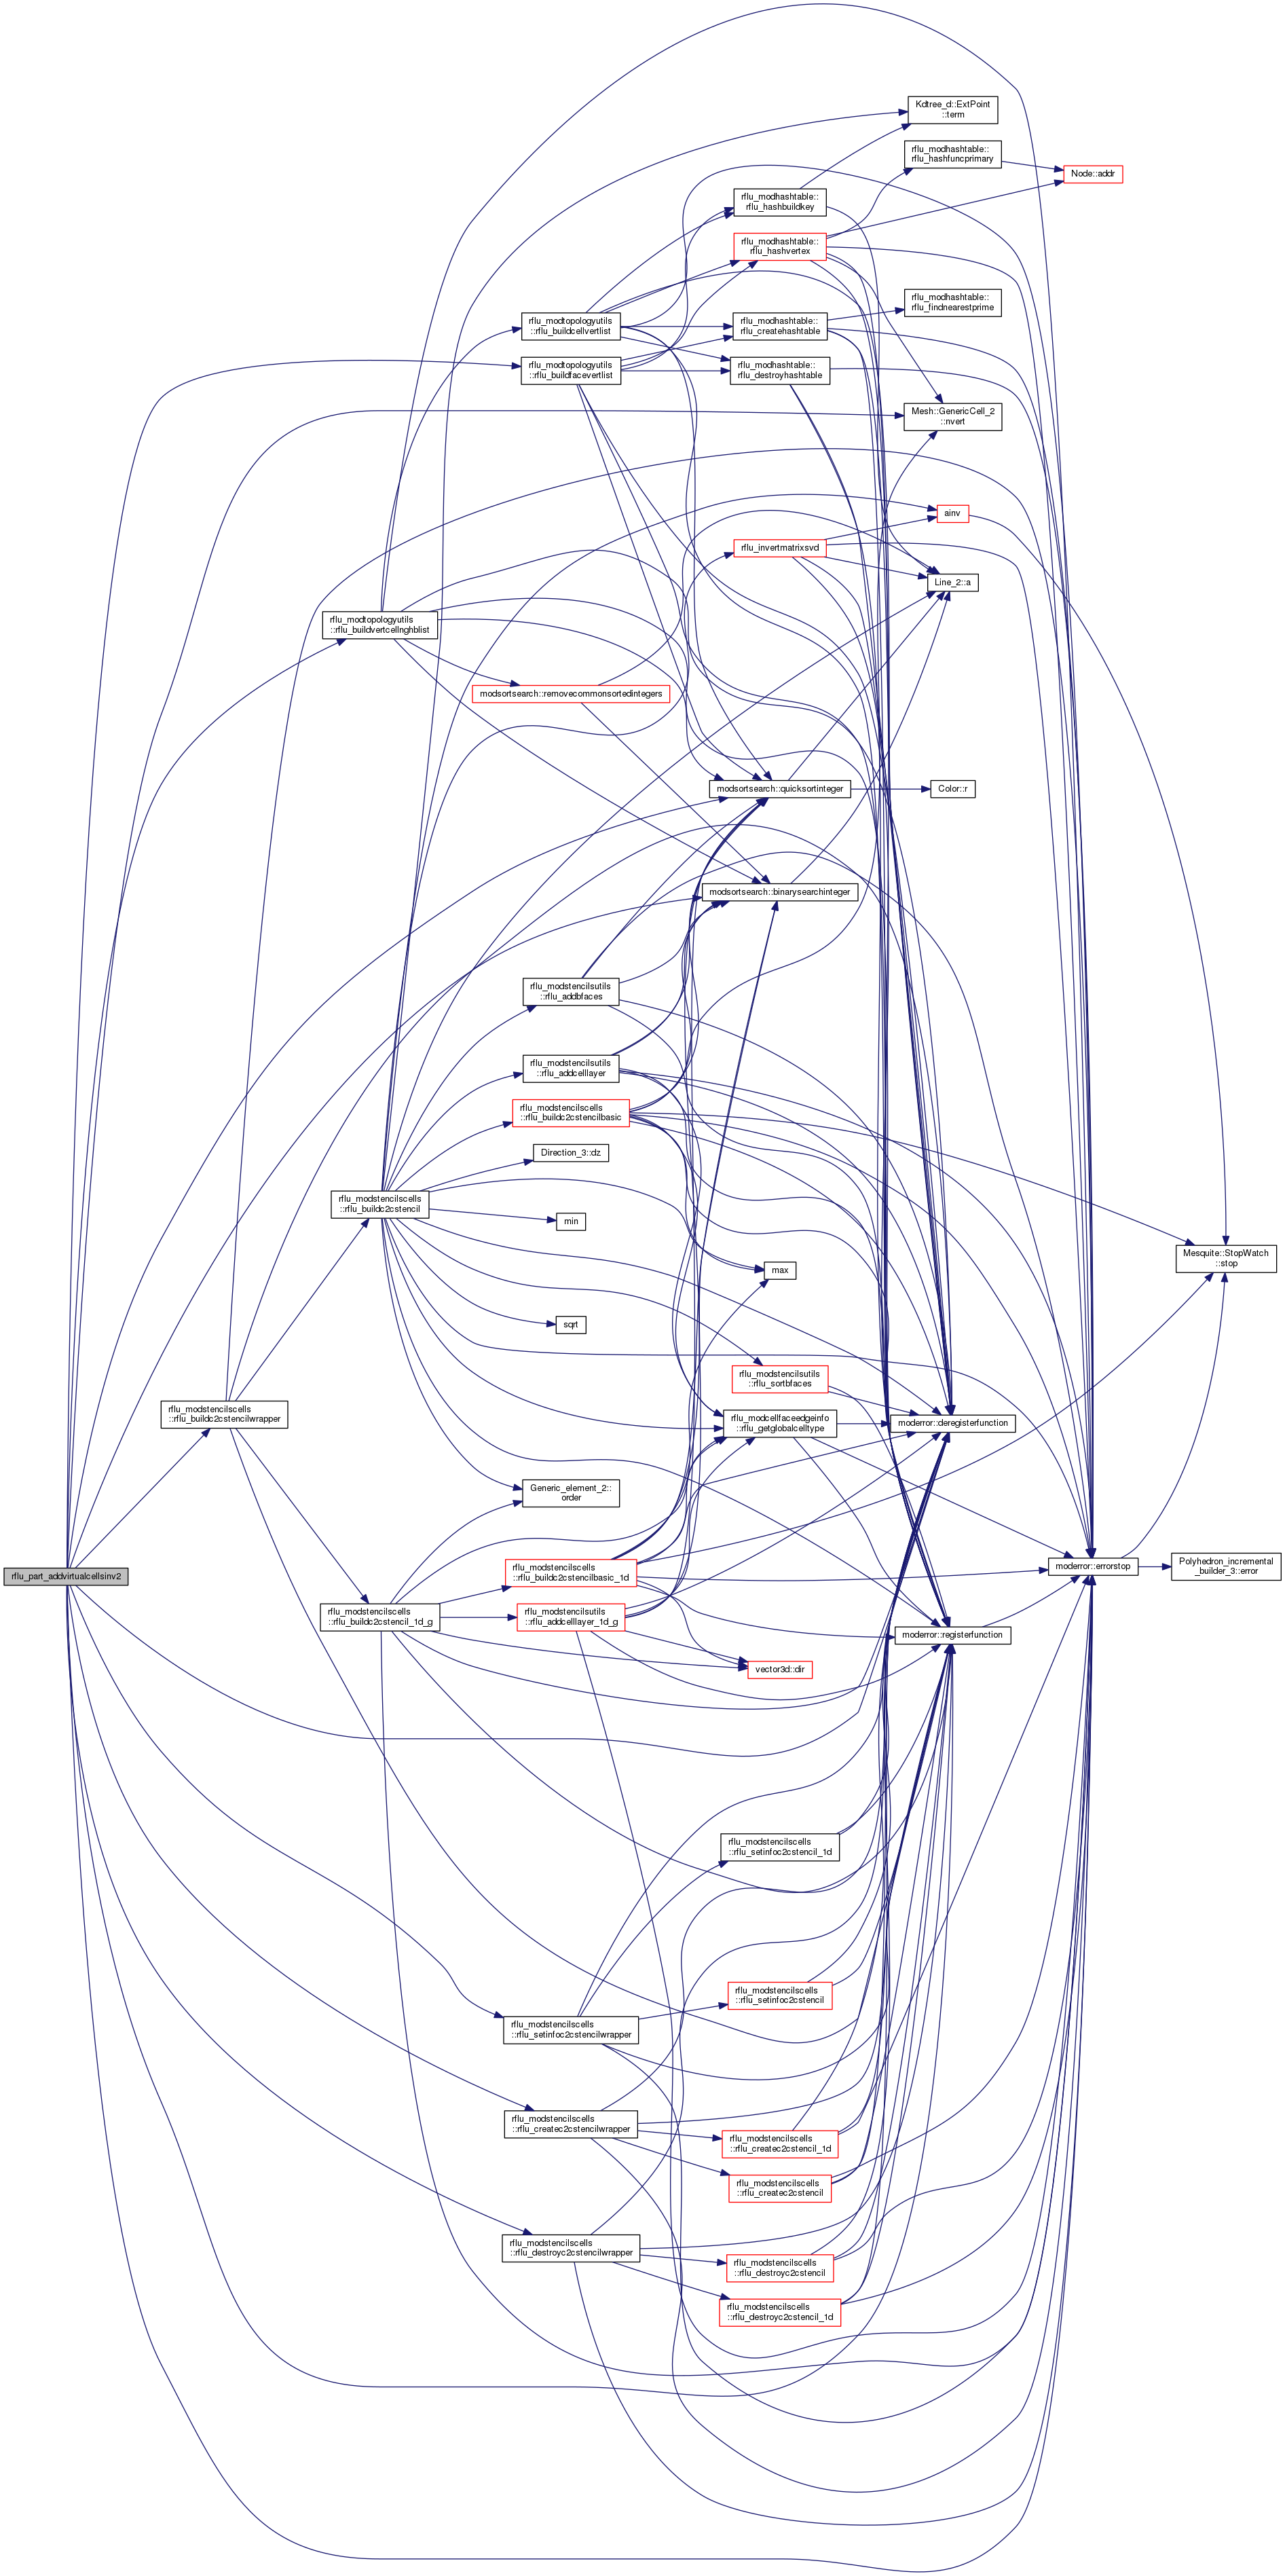 Kdtree_d::ExtPoint
::term
rflu_modhashtable::
rflu_hashfuncprimary
Node::addr
rflu_modhashtable::
rflu_hashbuildkey
rflu_modhashtable::
rflu_hashvertex
rflu_modhashtable::
rflu_findnearestprime
rflu_modtopologyutils
::rflu_buildcellvertlist
rflu_modhashtable::
rflu_createhashtable
rflu_modtopologyutils
::rflu_buildfacevertlist
rflu_modhashtable::
rflu_destroyhashtable
Mesh::GenericCell_2
::nvert
ainv
rflu_invertmatrixsvd
Line_2::a
rflu_modtopologyutils
::rflu_buildvertcellnghblist
modsortsearch::removecommonsortedintegers
modsortsearch::quicksortinteger
Color::r
modsortsearch::binarysearchinteger
rflu_modstencilsutils
::rflu_addbfaces
rflu_modstencilsutils
::rflu_addcelllayer
rflu_modstencilscells
::rflu_buildc2cstencilbasic
Direction_3::dz
rflu_modstencilscells
::rflu_buildc2cstencil
min
Mesquite::StopWatch
::stop
max
sqrt
rflu_modstencilsutils
::rflu_sortbfaces
rflu_modstencilscells
::rflu_buildc2cstencilwrapper
rflu_modcellfaceedgeinfo
::rflu_getglobalcelltype
moderror::deregisterfunction
Generic_element_2::
order
rflu_part_addvirtualcellsinv2
rflu_modstencilscells
::rflu_buildc2cstencilbasic_1d
moderror::errorstop
Polyhedron_incremental
_builder_3::error
rflu_modstencilscells
::rflu_buildc2cstencil_1d_g
rflu_modstencilsutils
::rflu_addcelllayer_1d_g
moderror::registerfunction
vector3d::dir
rflu_modstencilscells
::rflu_setinfoc2cstencil_1d
rflu_modstencilscells
::rflu_setinfoc2cstencil
rflu_modstencilscells
::rflu_setinfoc2cstencilwrapper
rflu_modstencilscells
::rflu_createc2cstencilwrapper
rflu_modstencilscells
::rflu_createc2cstencil_1d
rflu_modstencilscells
::rflu_createc2cstencil
rflu_modstencilscells
::rflu_destroyc2cstencilwrapper
rflu_modstencilscells
::rflu_destroyc2cstencil
rflu_modstencilscells
::rflu_destroyc2cstencil_1d